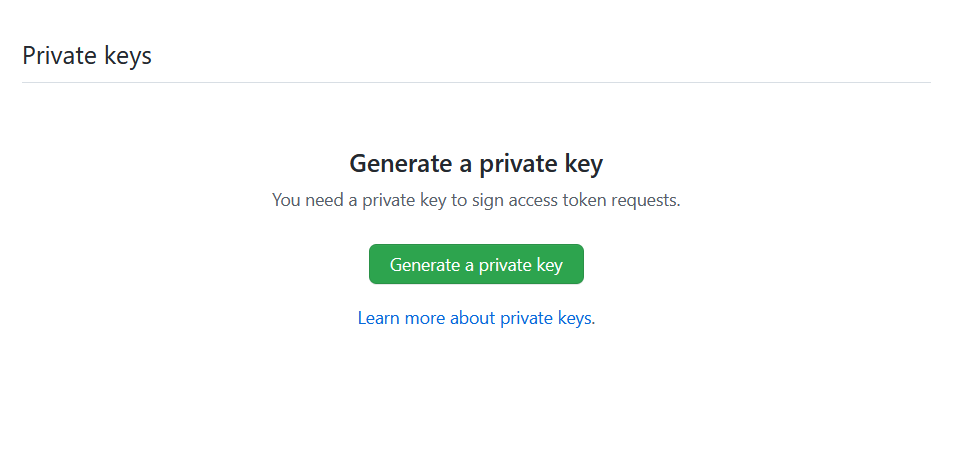 Private keys
Generate a private key
You need a private key to sign access token requests.
Generate a private key
Learn more about private keys.